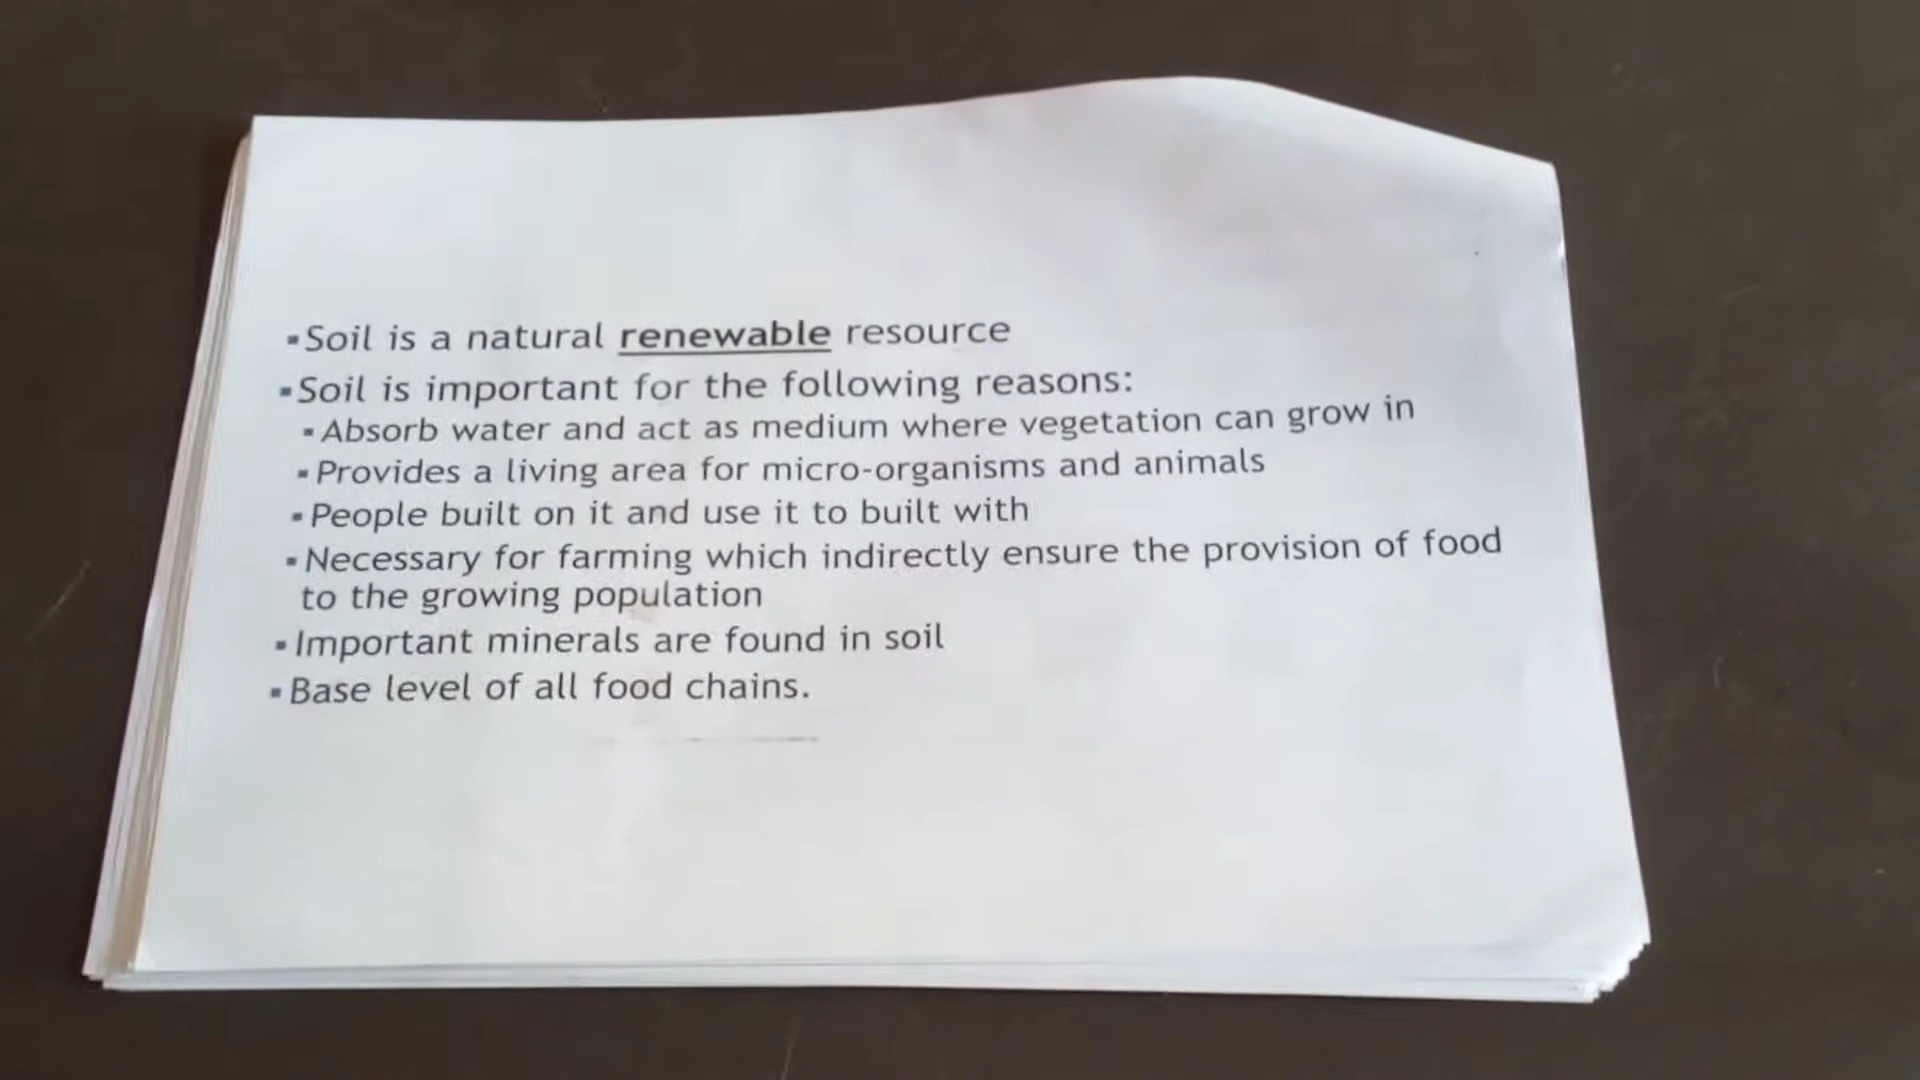 ▪Soil is a natural renewable resource
▪Soil is important for the following reasons:
▪Absorb water and act as medium where vegetation can grow in
▪Provides a living area for micro-organisms and animals
▪People built on it and use it to built with
▪Necessary for farming which indirectly ensure the provision of food
to the growing population
▪Important minerals are found in soil
▪Base level of all food chains.